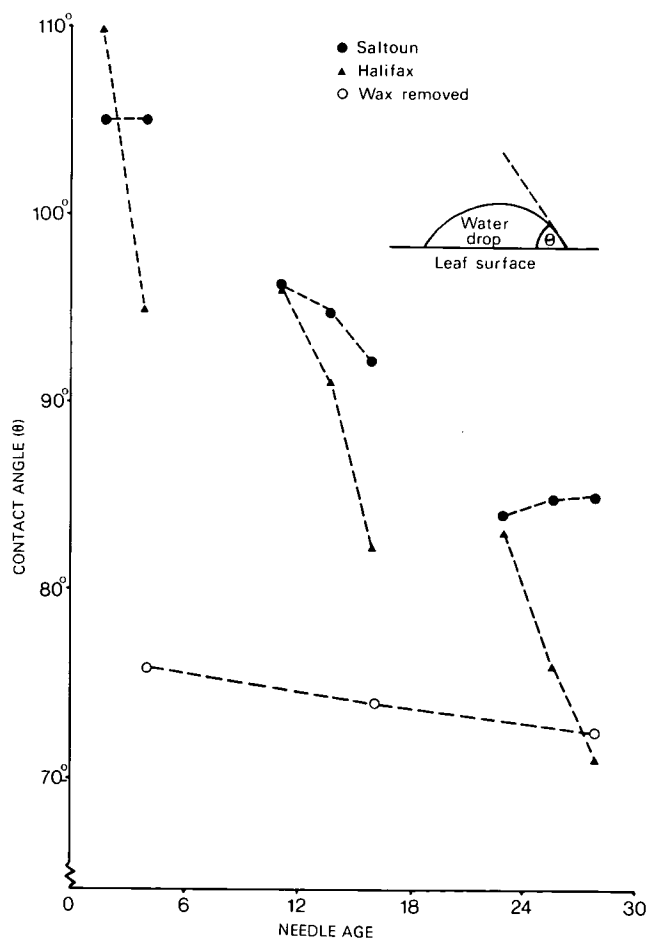 110°
100°
90°
80°
70°
CONTACT ANGLE (θ)
Saltoun
Halifax
Wax removed
Water
drop
θ
Leaf surface
0
6
12
18
24
30
NEEDLE AGE